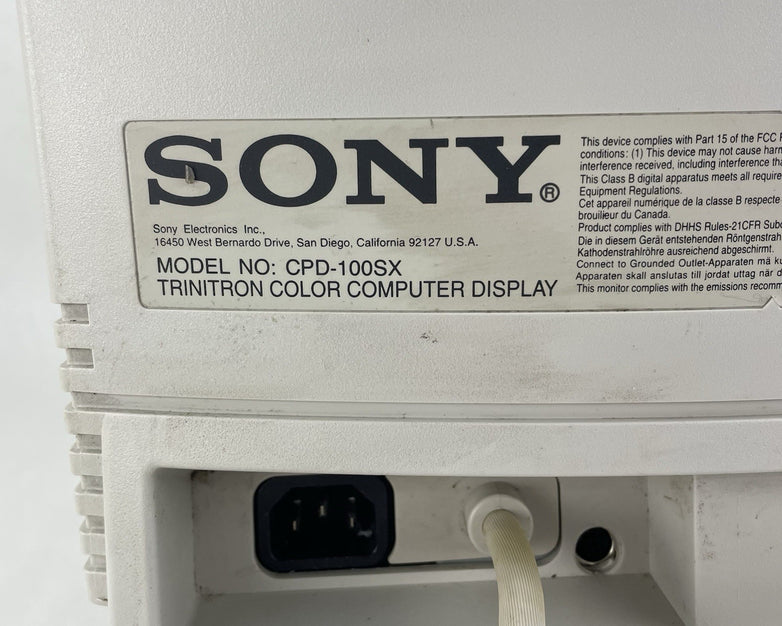 SONY®
Sony Electronics Inc.,
16450 West Bernardo Drive, San Diego, California 92127 U.S.A.
MODEL NO: CPD-100SX
TRINITRON COLOR COMPUTER DISPLAY
This device complies with Part 15 of the FCC
conditions: (1) This device may not cause
interference received, including interference
This Class B digital apparatus meets all
Equipment Regulations.
Cet appareil numérique de la classe B respecte
brouilleur du Canada.
Product complies with DHHS Rules-21CFR
Die in diesem Gerät entstehenden
Kathodenstrahlröhre ausreichend abgeschirmt.
Connect to Grounded Outlet-Apparaten
Apparaten skall anslutas till jordat uttag när
This monitor complies with the emissions